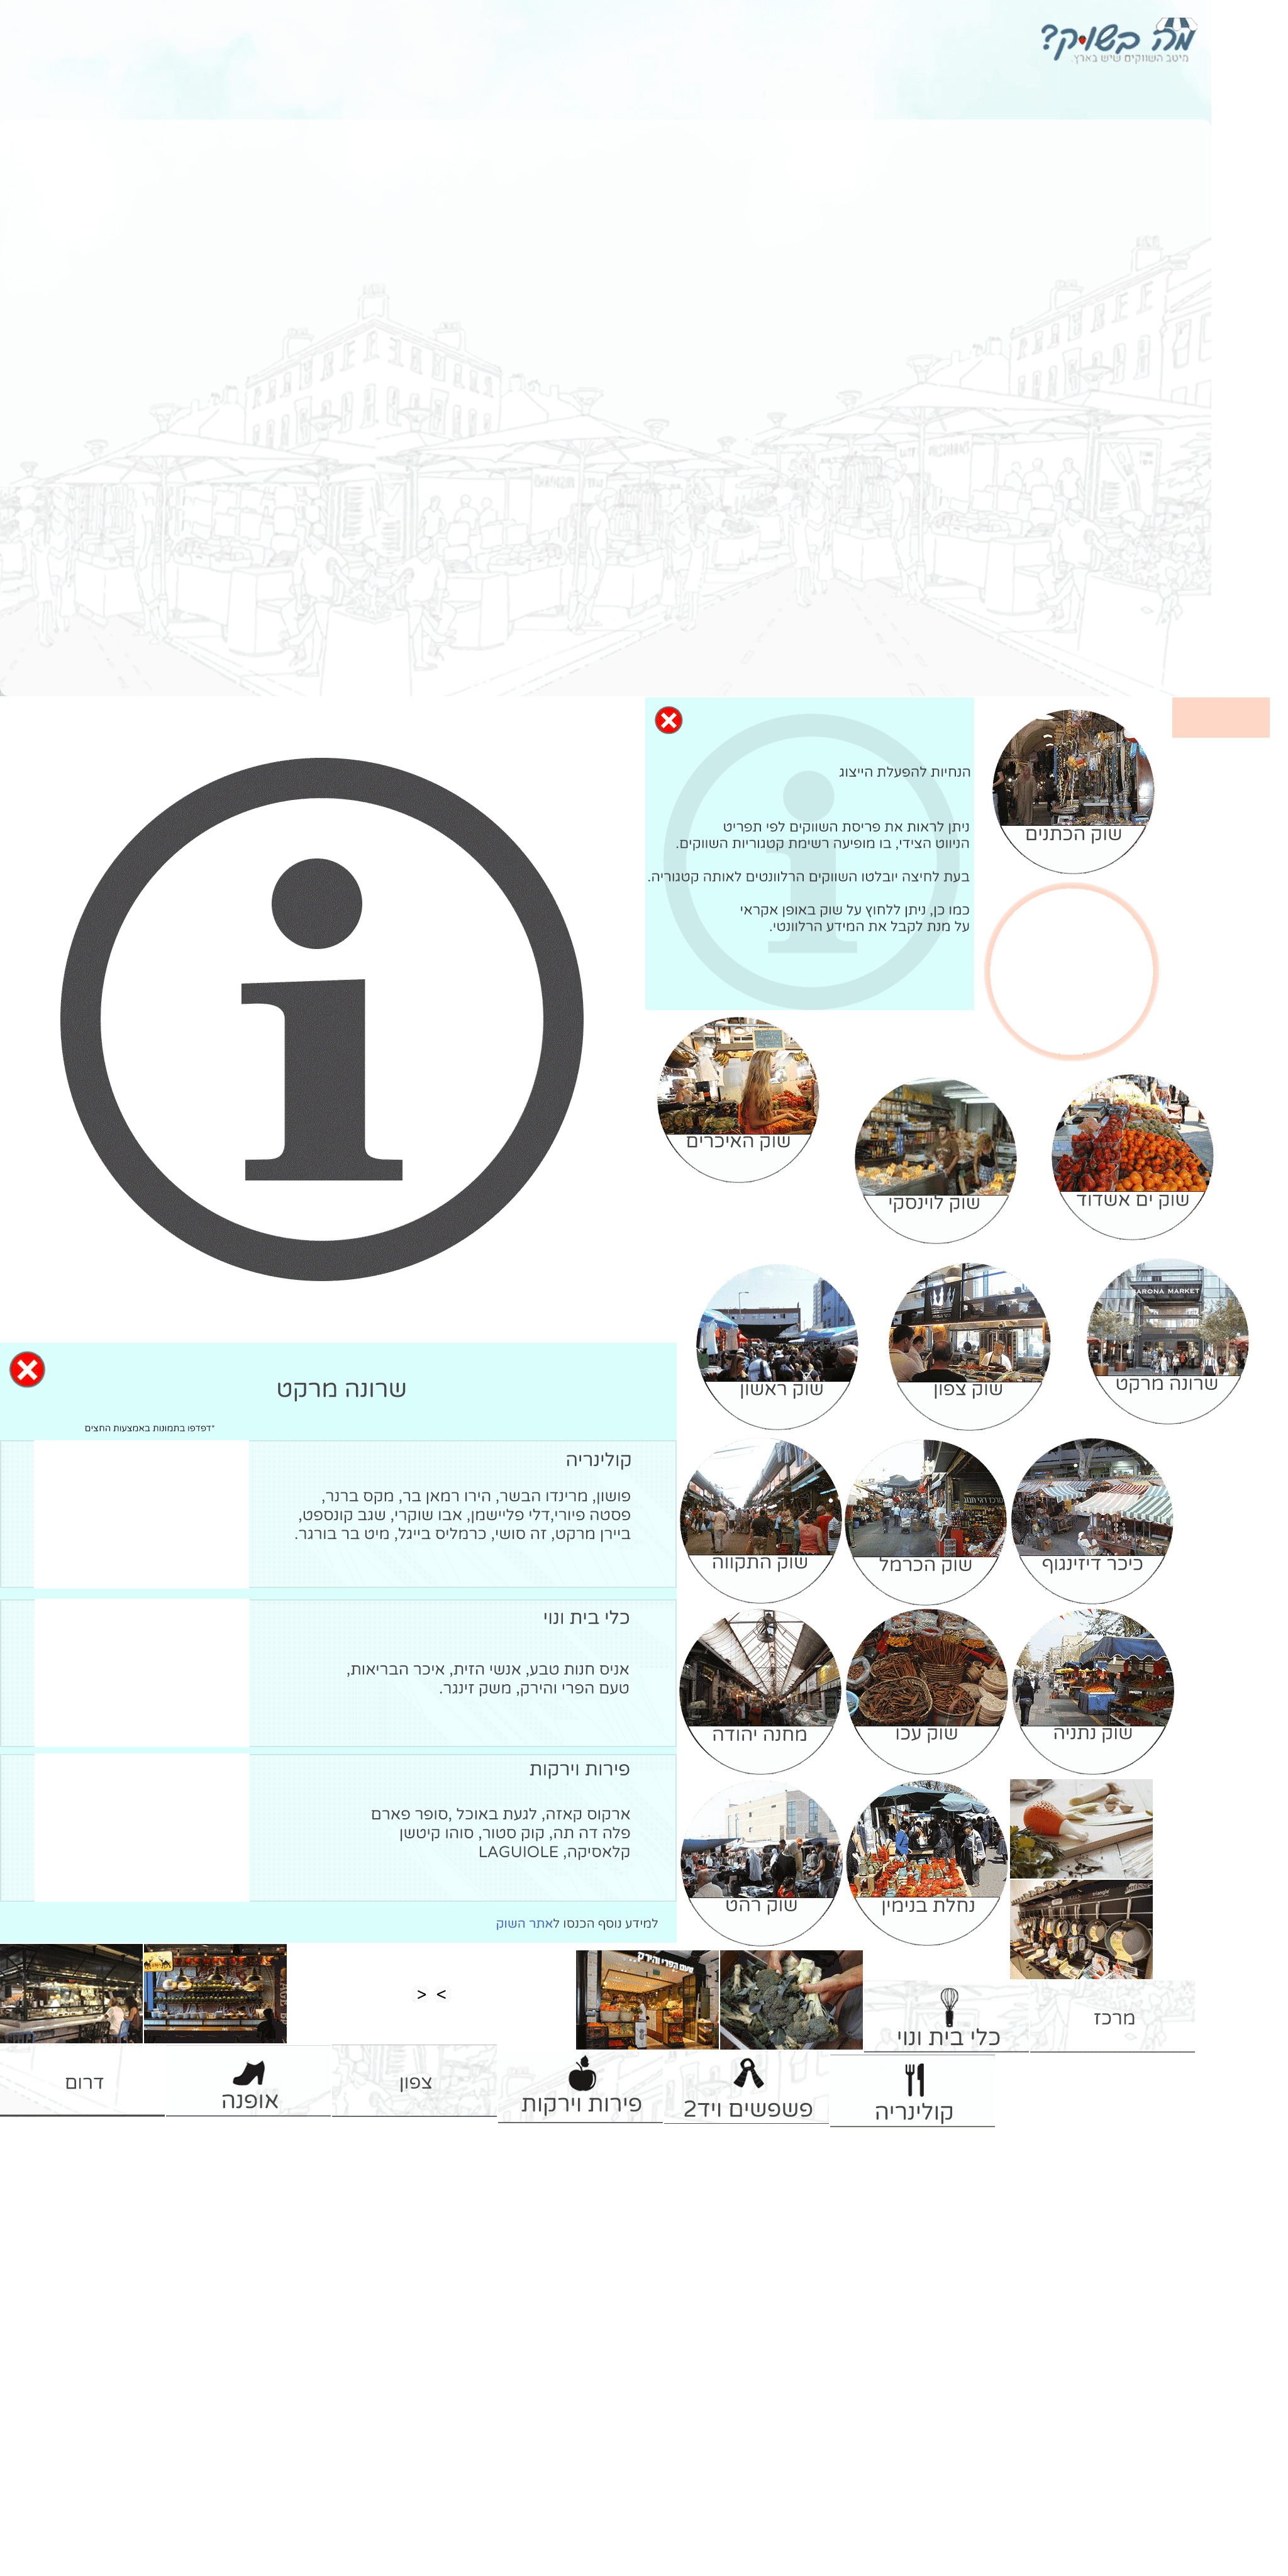 מה בשוק?
מיטב השווקים שיש בארץ.
הנחיות להפעלת הייצוג
ניתן לראות את פריסת השווקים לפי תפריט
הניווט הצידי, בו מופיעה רשימת קטגוריות השווקים.
בעת לחיצה יובלטו השווקים הרלוונטים לאותה קטגוריה.
כמו כן, ניתן ללחוץ על שוק באופן אקראי
על מנת לקבל את המידע הרלוונטי.
שוק הכתנים
שוק האיכרים
שוק לוינסקי
שוק ים אשדוד
SARONA MARKET
שוק ראשון
שוק צפון
שרונה מרקט
שרונה מרקט
*דפדפו בתמונות באמצעות החצים
קולינריה
פושון, מרינדו הבשר, הירו רמאן בר, מקס ברנר,
פסטה פיורי,דלי פליישמן, אבו שוקרי, שגב קונספט,
ביירן מרקט, זה סושי, כרמליס בייגל, מיט בר בורגר.
כלי בית ונוי
אניס חנות טבע, אנשי הזית, איכר הבריאות,
טעם הפרי והירק, משק זינגר.
פירות וירקות
ארקוס קאזה, לגעת באוכל ,סופר פארם
פלה דה תה, קוק סטור, סוהו קיטשן
קלאסיקה, LAGUIOLE
למידע נוסף הכנסו לאתר השוק
שוק התקווה
שוק הכרמל
כיכר דיזינגוף
מחנה יהודה
שוק עכו
שוק נתניה
שוק רהט
נחלת בנימין
triangle
טעם הפרי והירק
< >
כלי בית ונוי
מרכז
דרום
אופנה
צפון
פירות וירקות
פשפשים ויד2
קולינריה